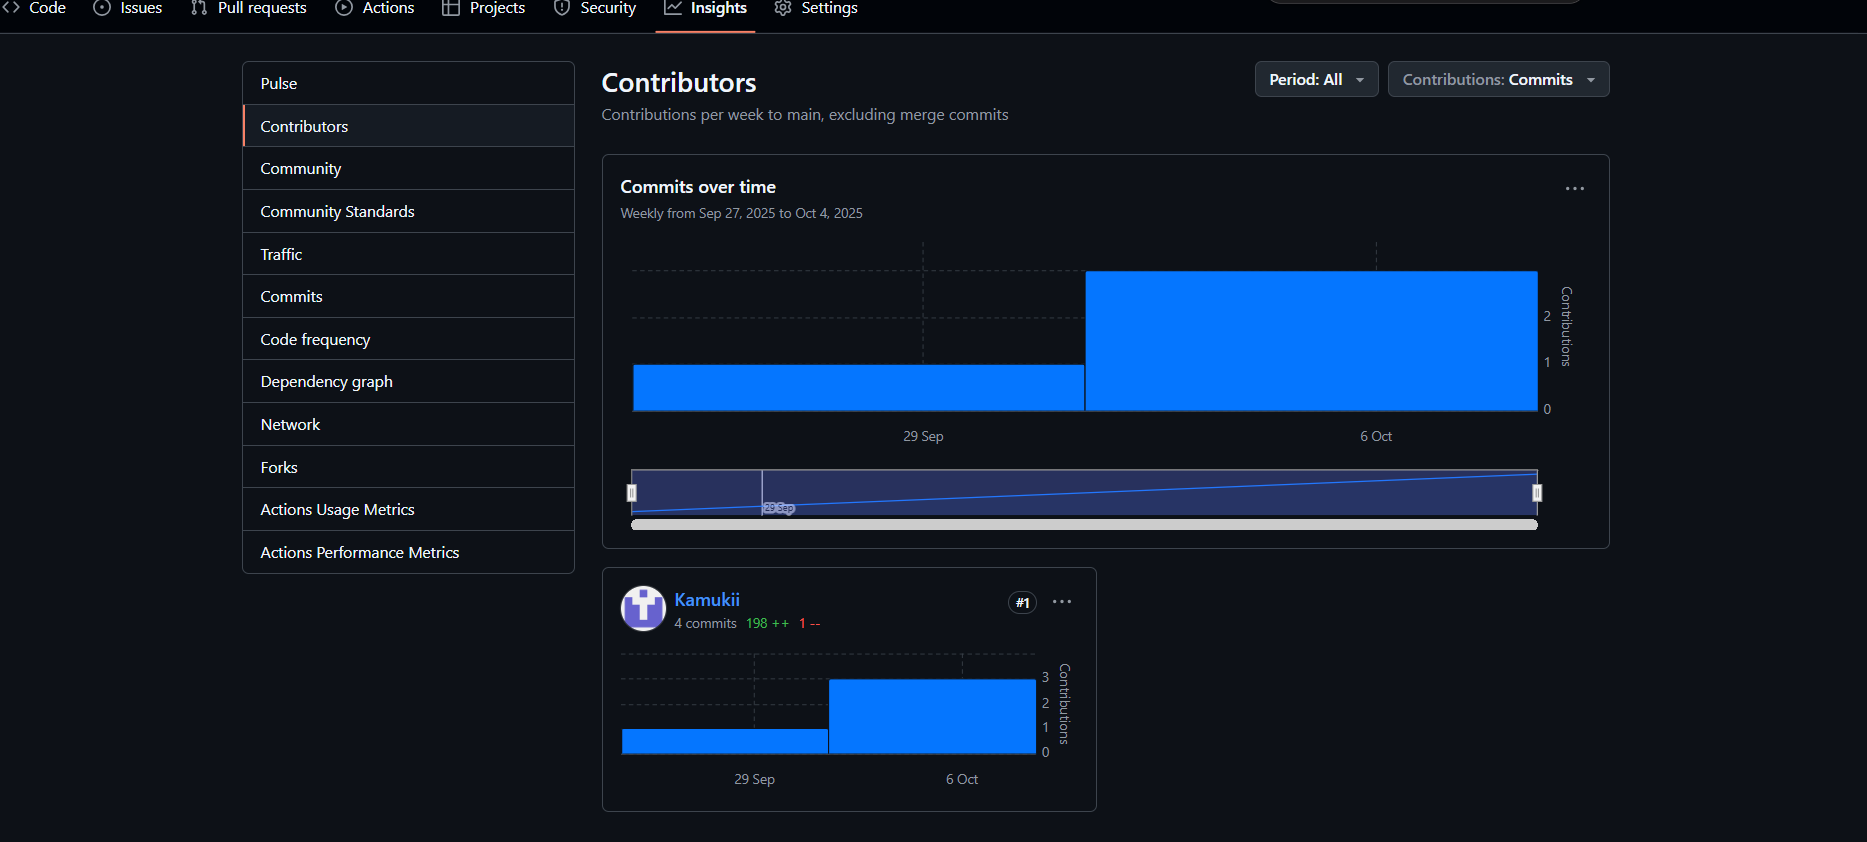 Code Issues Pull requests Actions Projects Security Insights Settings
Pulse
Contributors
Community
Community Standards
Traffic
Commits
Code frequency
Dependency graph
Network
Forks
Actions Usage Metrics
Actions Performance Metrics
Contributors
Contributions per week to main, excluding merge commits
Period: All
Contributions: Commits
Commits over time
Weekly from Sep 27, 2025 to Oct 4, 2025
2
1
0
Contributions
29 Sep 6 Oct
29 Sep
Kamukii
4 commits 198 ++ 1 --
#1
3
2
1
0
Contributions
29 Sep 6 Oct